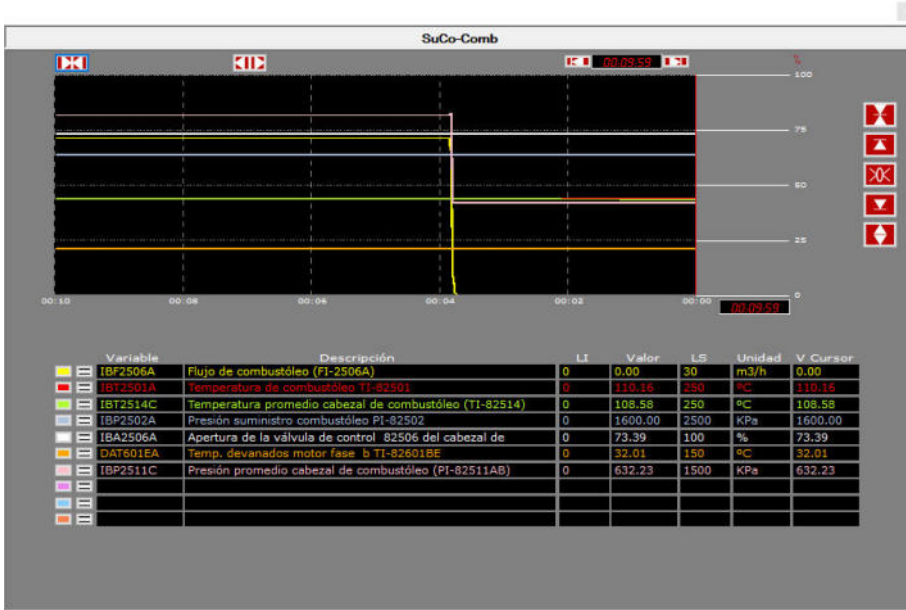 SuCo-Comb
00:09:59 %
100
75
50
25
0
00:10 00:08 00:06 00:04 00:02 00:00
00:09:59
Variable Descripción LI Valor LS Unidad V Cursor
IBF2506A Flujo de combustóleo (FI-2506A) 0 0.00 30 m3/h 0.00
IBT2501A Temperatura de combustóleo TI-82501 0 110.16 250 ºC 110.16
IBT2514C Temperatura promedio cabezal de combustóleo (TI-82514) 0 108.58 250 ºC 108.58
IBP2502A Presión suministro combustóleo PI-82502 0 1600.00 2500 KPa 1600.00
IBA2506A Apertura de la válvula de control 82506 del cabezal de 0 73.39 100 % 73.39
DAT601EA Temp. devanados motor fase b TI-82601BE 0 32.01 150 ºC 32.01
IBP2511C Presión promedio cabezal de combustóleo (PI-82511AB) 0 632.23 1500 KPa 632.23